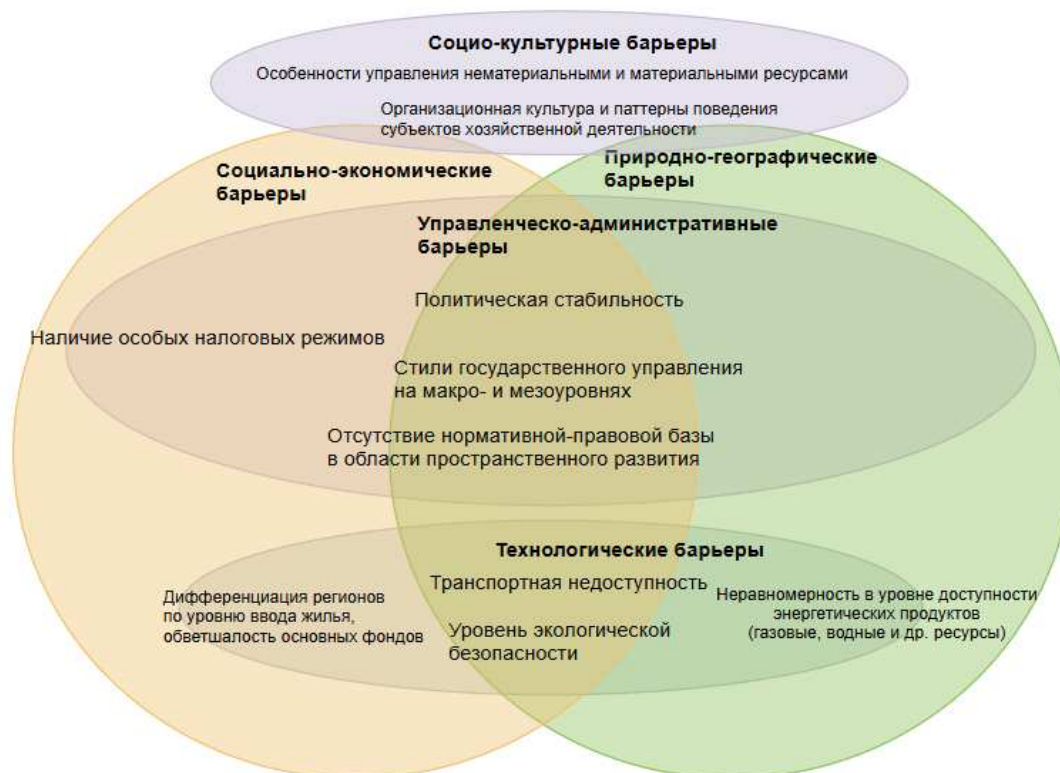 Социо-культурные барьеры
Особенности управления нематериальными и материальными ресурсами
Организационная культура и паттерны поведения
субъектов хозяйственной деятельности
Социально-экономические
барьеры
Природно-географические
барьеры
Управленческо-административные
барьеры
Политическая стабильность
Наличие особых налоговых режимов
Стили государственного управления
на макро- и мезоуровнях
Отсутствие нормативной-правовой базы
в области пространственного развития
Технологические барьеры
Транспортная недоступность
Дифференциация регионов
по уровню ввода жилья,
обветшалость основных фондов
Неравномерность в уровне доступности
энергетических продуктов
(газовые, водные и др. ресурсы)
Уровень экологической
безопасности